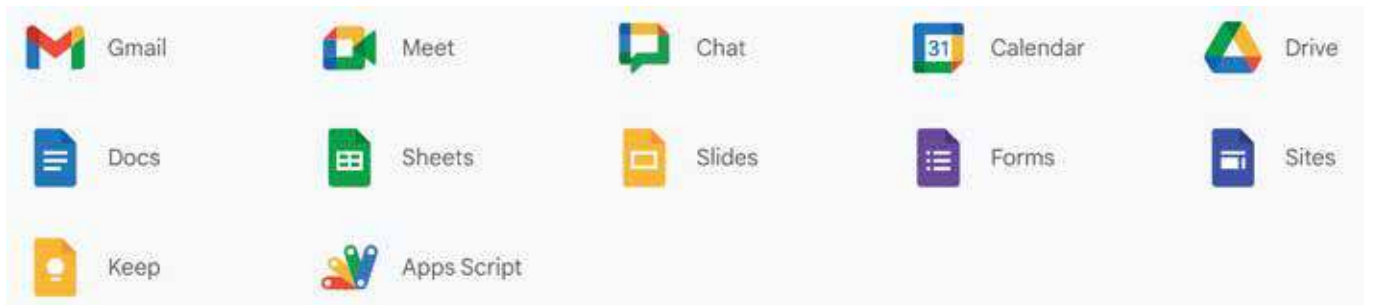 Gmail Meet Chat 31 Calendar Drive
Docs Sheets Slides Forms Sites
Keep Apps Script